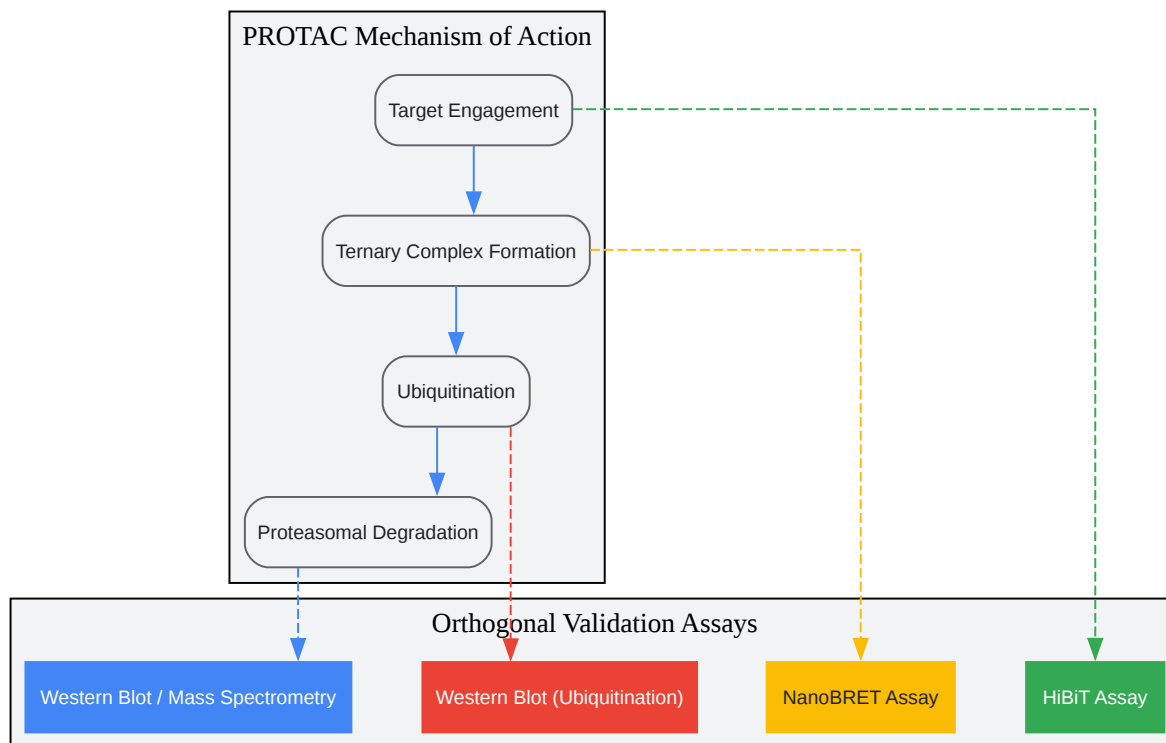 PROTAC Mechanism of Action
Target Engagement
Ternary Complex Formation
Ubiquitination
Proteasomal Degradation
Orthogonal Validation Assays
Western Blot / Mass Spectrometry
Western Blot (Ubiquitination)
NanoBRET Assay
HiBiT Assay